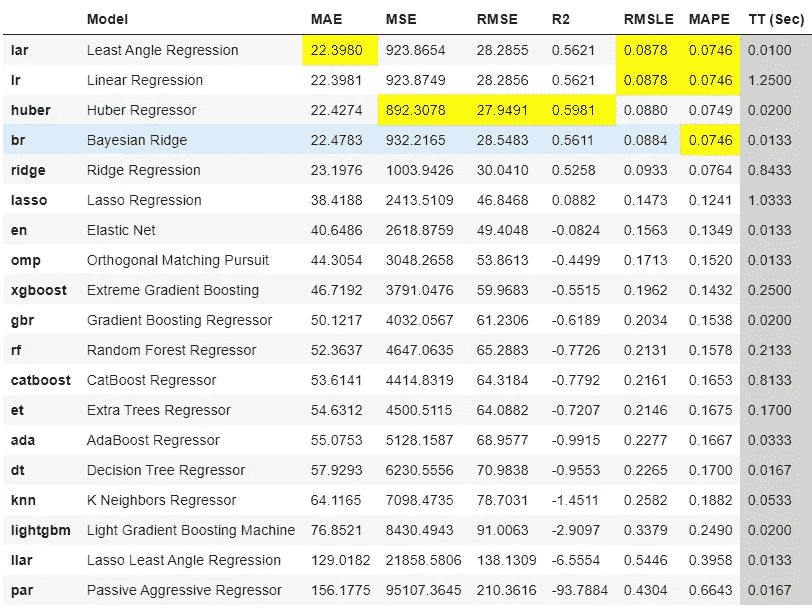 Model MAE MSE RMSE R2 RMSLE MAPE TT (Sec)
lar Least Angle Regression 22.3980 923.8654 28.2855 0.5621 0.0878 0.0746 0.0100
lr Linear Regression 22.3981 923.8749 28.2856 0.5621 0.0878 0.0746 1.2500
huber Huber Regressor 22.4274 892.3078 27.9491 0.5981 0.0880 0.0749 0.0200
br Bayesian Ridge 22.4783 932.2165 28.5483 0.5611 0.0884 0.0746 0.0133
ridge Ridge Regression 23.1976 1003.9426 30.0410 0.5258 0.0933 0.0764 0.8433
lasso Lasso Regression 38.4188 2413.5109 46.8468 0.0882 0.1473 0.1241 1.0333
en Elastic Net 40.6486 2618.8759 49.4048 -0.0824 0.1563 0.1349 0.0133
omp Orthogonal Matching Pursuit 44.3054 3048.2658 53.8613 -0.4499 0.1713 0.1520 0.0133
xgboost Extreme Gradient Boosting 46.7192 3791.0476 59.9683 -0.5515 0.1962 0.1432 0.2500
gbr Gradient Boosting Regressor 50.1217 4032.0567 61.2306 -0.6189 0.2034 0.1538 0.0200
rf Random Forest Regressor 52.3637 4647.0635 65.2883 -0.7726 0.2131 0.1578 0.2133
catboost CatBoost Regressor 53.6141 4414.8319 64.3184 -0.7792 0.2161 0.1653 0.8133
et Extra Trees Regressor 54.6312 4500.5115 64.0882 -0.7207 0.2146 0.1675 0.1700
ada AdaBoost Regressor 55.0753 5128.1587 68.9577 -0.9915 0.2277 0.1667 0.0333
dt Decision Tree Regressor 57.9293 6230.5556 70.9838 -0.9553 0.2265 0.1700 0.0167
knn K Neighbors Regressor 64.1165 7098.4735 78.7031 -1.4511 0.2582 0.1882 0.0533
lightgbm Light Gradient Boosting Machine 76.8521 8430.4943 91.0063 -2.9097 0.3379 0.2490 0.0200
llar Lasso Least Angle Regression 129.0182 21858.5806 138.1309 -6.5554 0.5446 0.3958 0.0133
par Passive Aggressive Regressor 156.1775 95107.3645 210.3616 -93.7884 0.4304 0.6643 0.0167